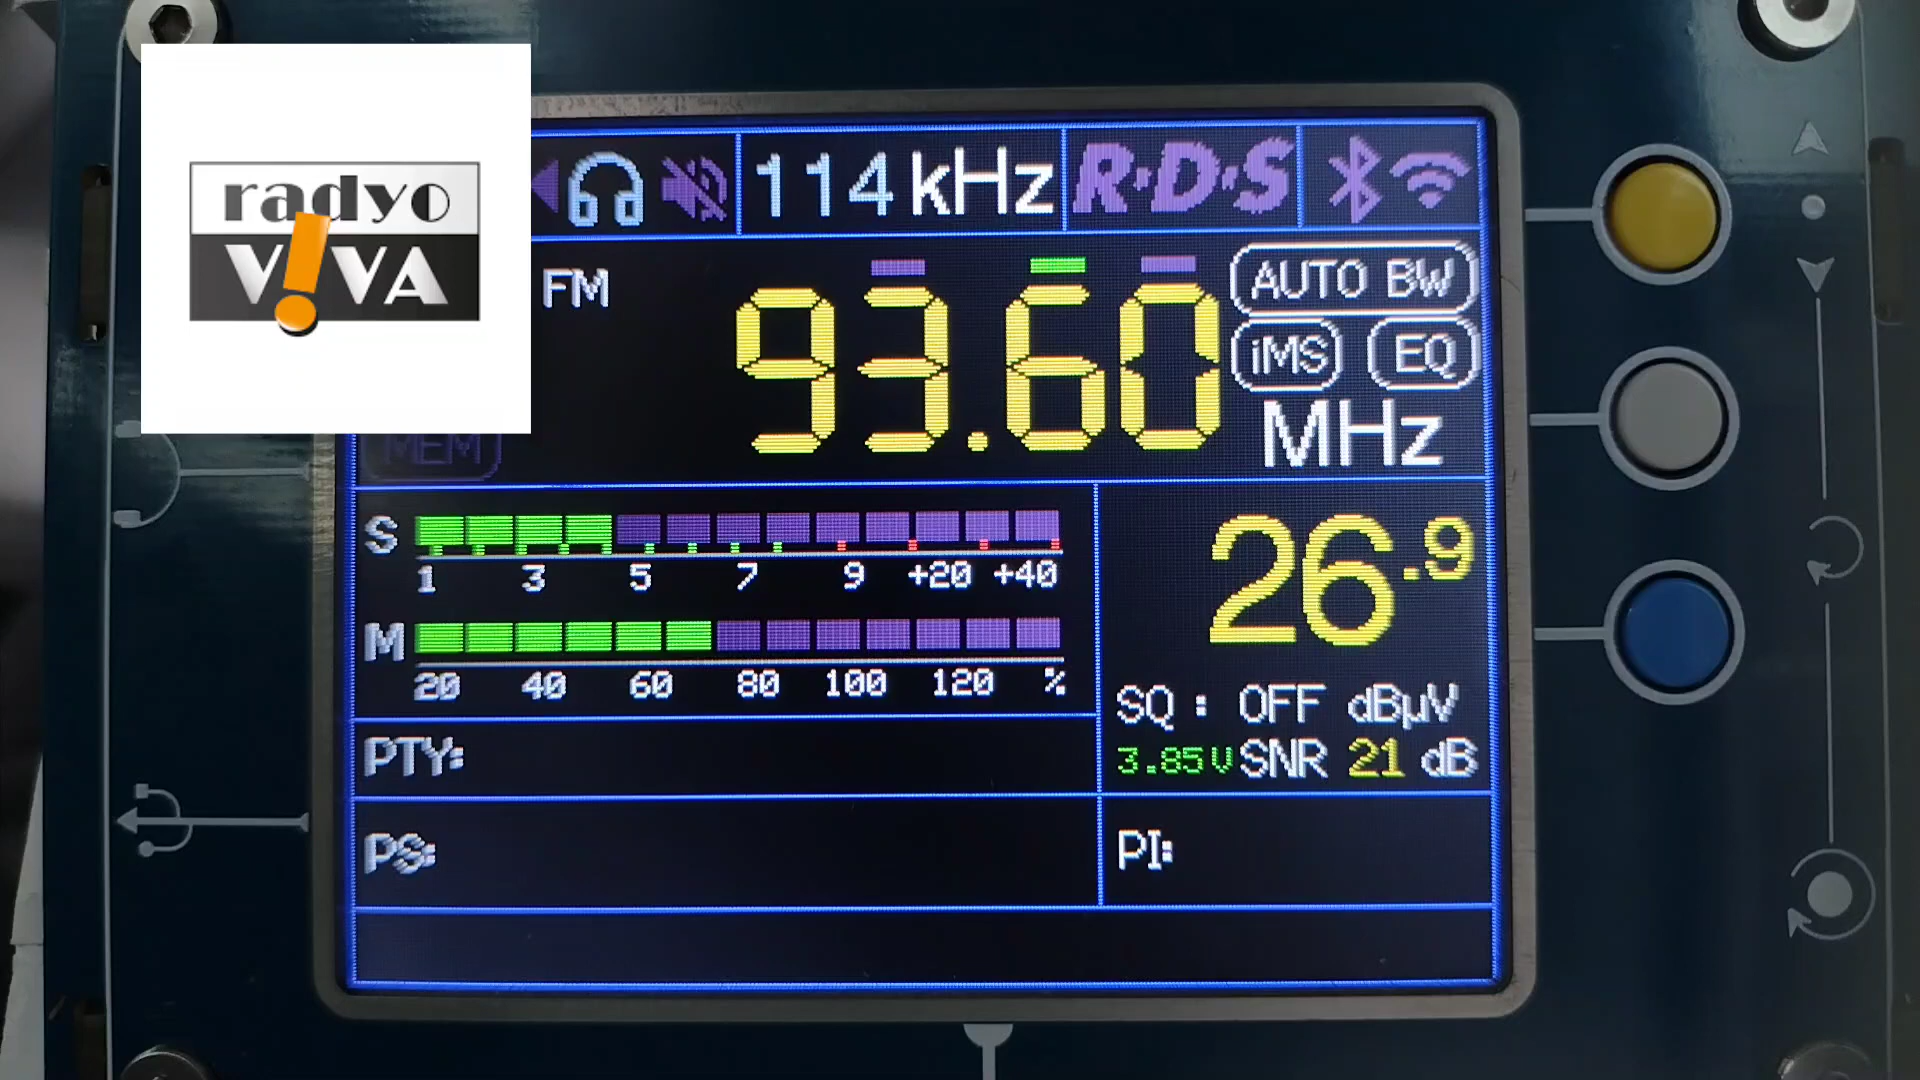 radyo
V!VA
114 kHz R·D·S
FM 93.60 MHz
AUTO BW
iMS EQ
MEM
S
1 3 5 7 9 +20 +40
M
20 40 60 80 100 120 %
26.9
SQ : OFF dBµV
3.85V SNR 21 dB
PTY:
PS:
PI: